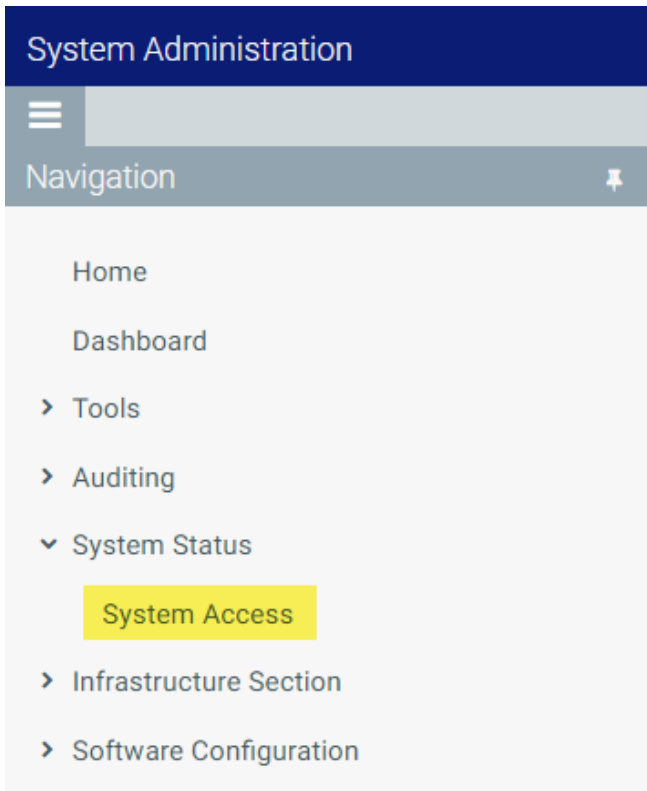 System Administration
Navigation
Home
Dashboard
Tools
Auditing
System Status
System Access
Infrastructure Section
Software Configuration